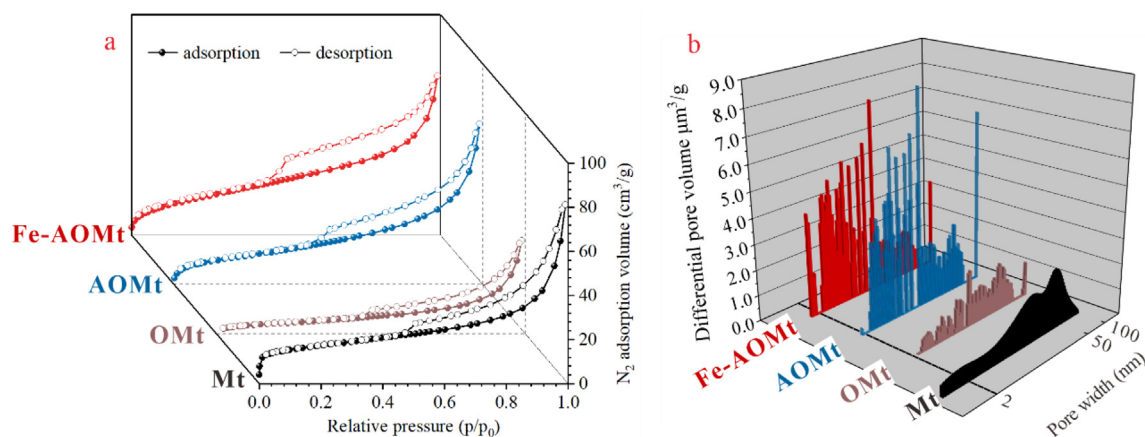 a
adsorption
desorption
Fe-AOMt
AOMt
OMt
Mt
0.0 0.2 0.4 0.6 0.8 1.0
Relative pressure (p/p0)
0
20
40
60
80
100
N2 adsorption volume (cm3/g)
b
9.0
8.0
7.0
6.0
5.0
4.0
3.0
2.0
1.0
0.0
Differential pore volume µm3/g
Fe-AOMt
AOMt
OMt
Mt
2
50
100
Pore width (nm)